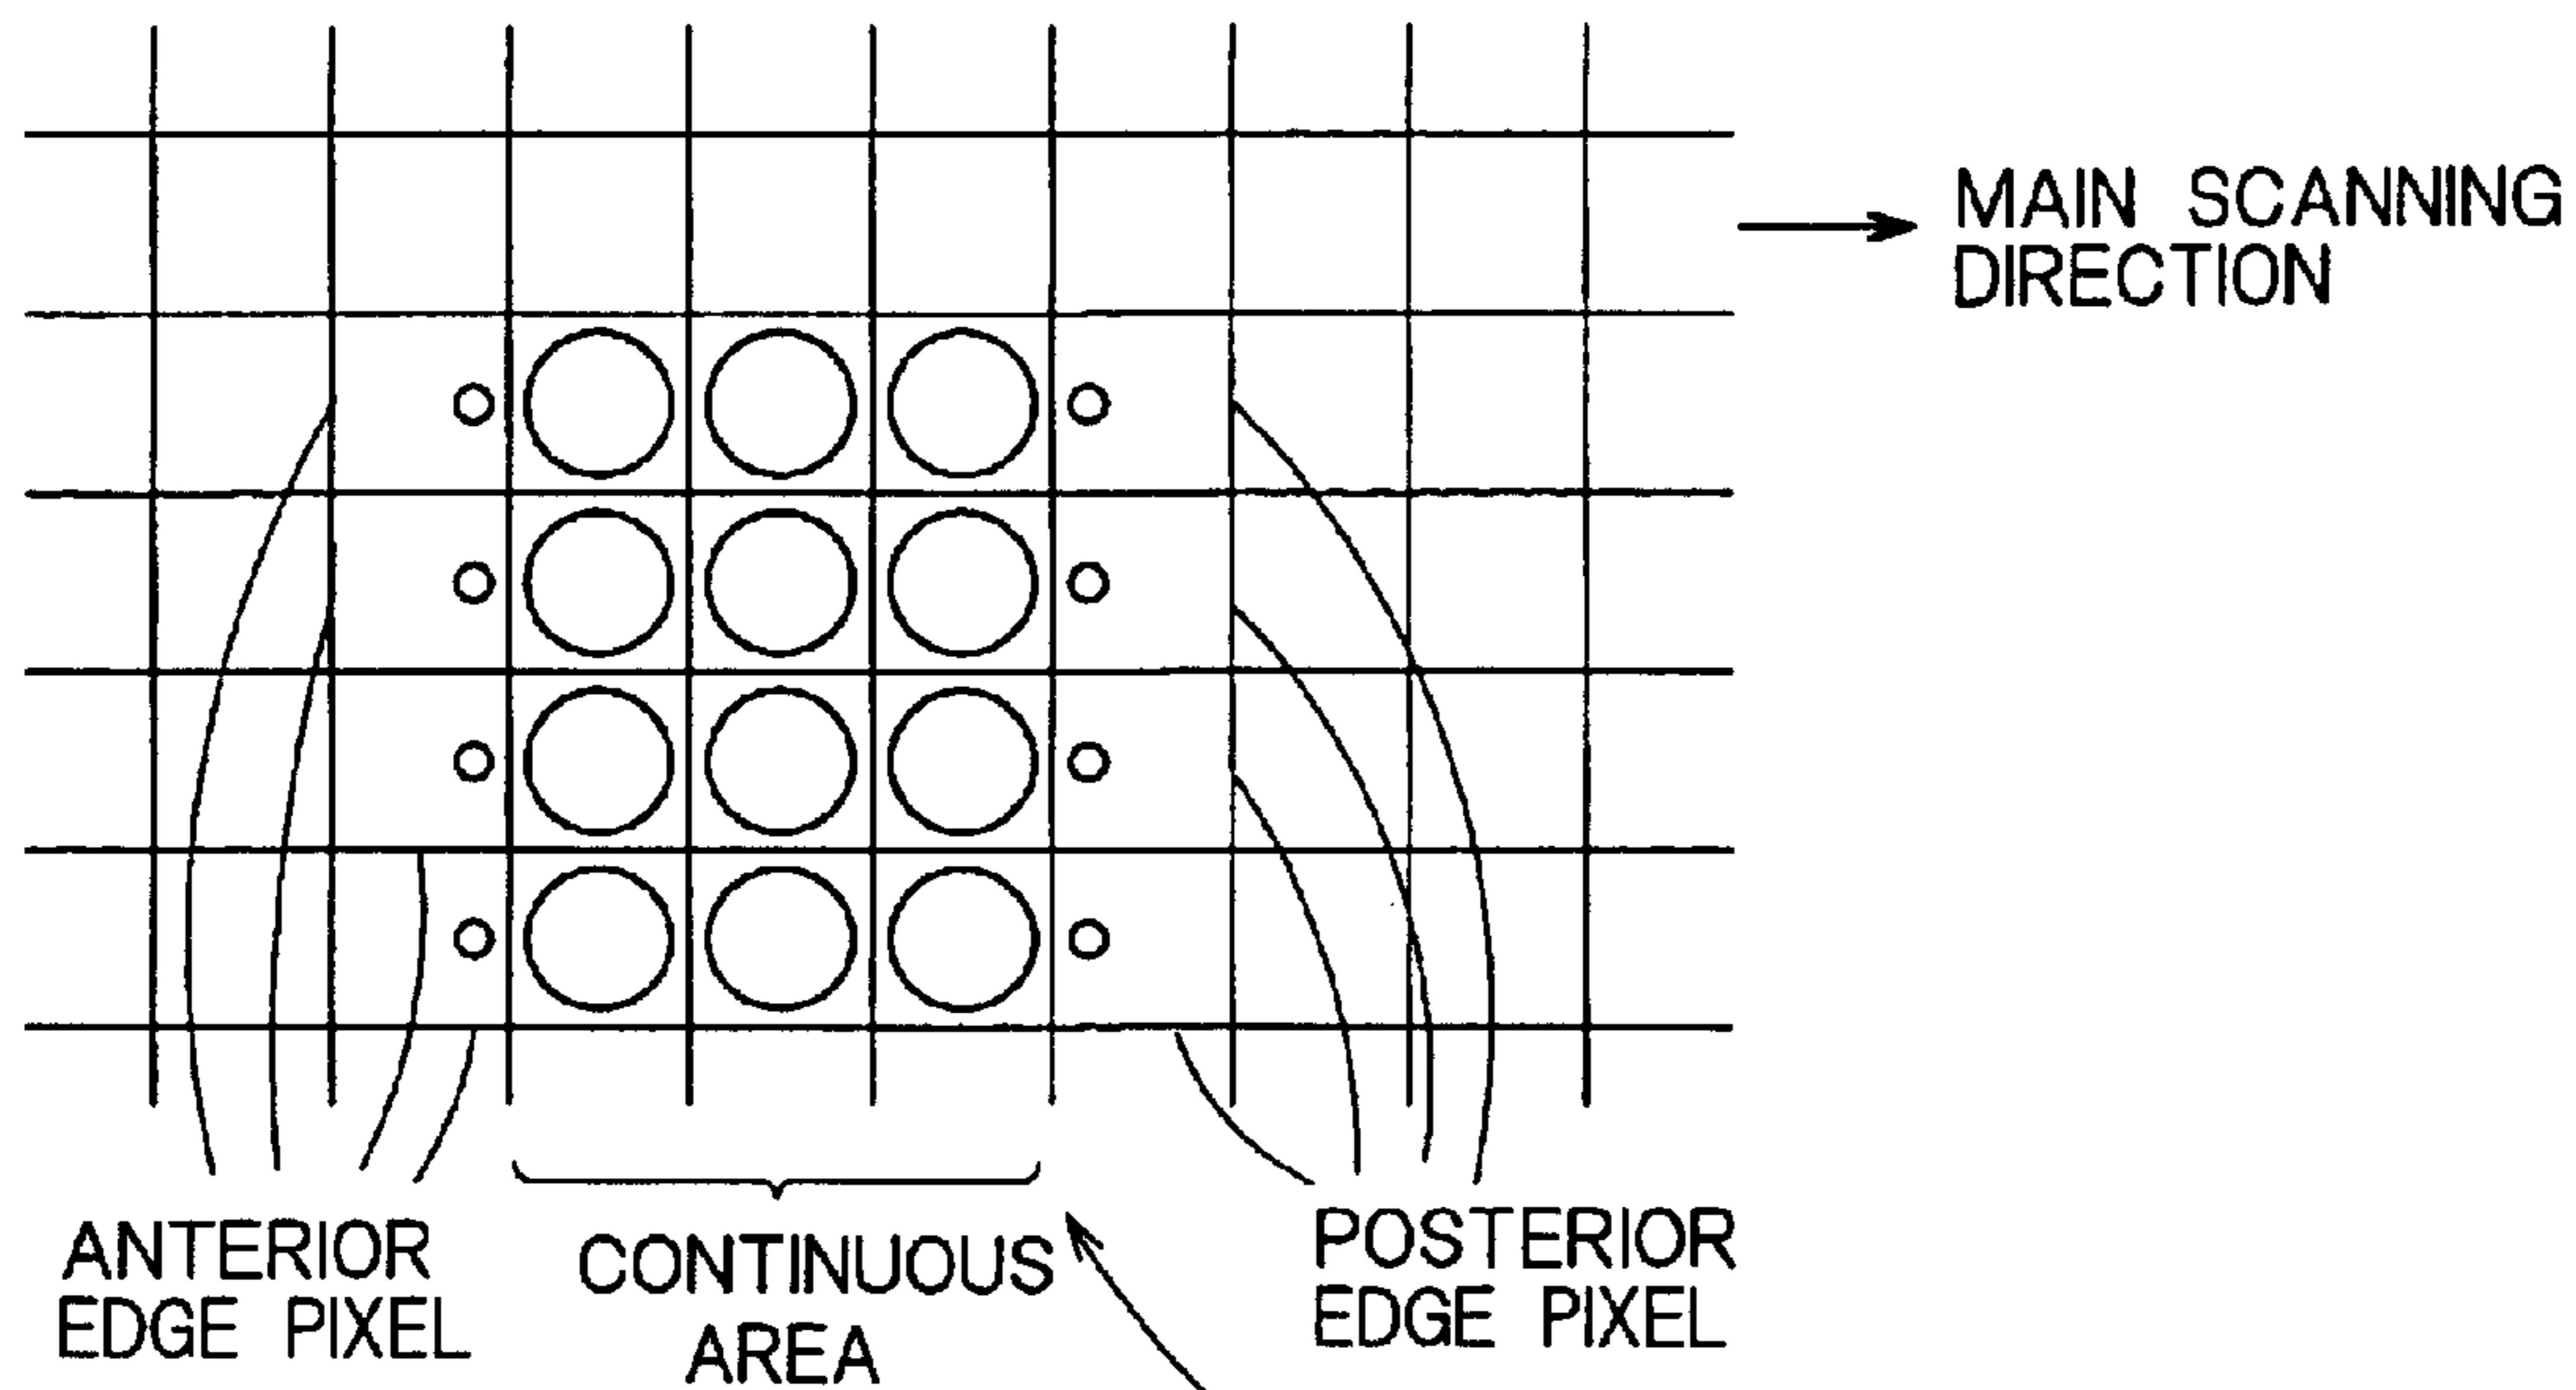 MAIN SCANNING
DIRECTION
ANTERIOR
EDGE PIXEL
CONTINUOUS
AREA
POSTERIOR
EDGE PIXEL